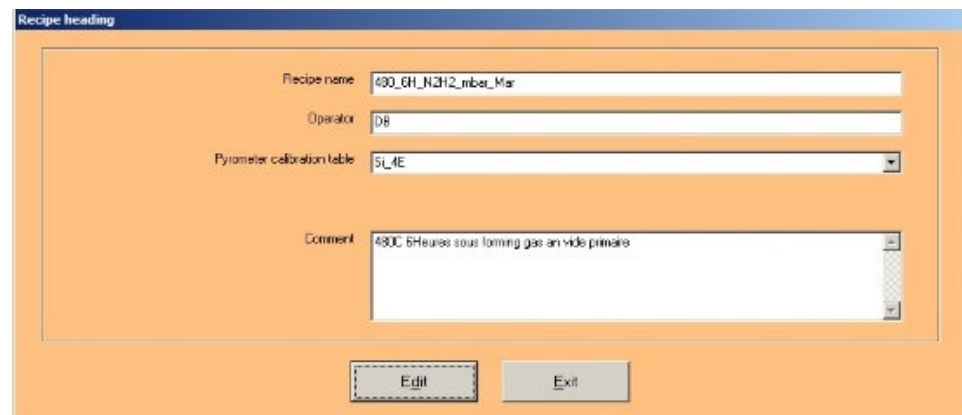 Recipe heading
Recipe name 480_6H_N2H2_mbar_Mar
Operator DB
Pyrometer calibration table Si_4E
Comment 480C 6Heures sous forming gas an vide primaire
Edit Exit